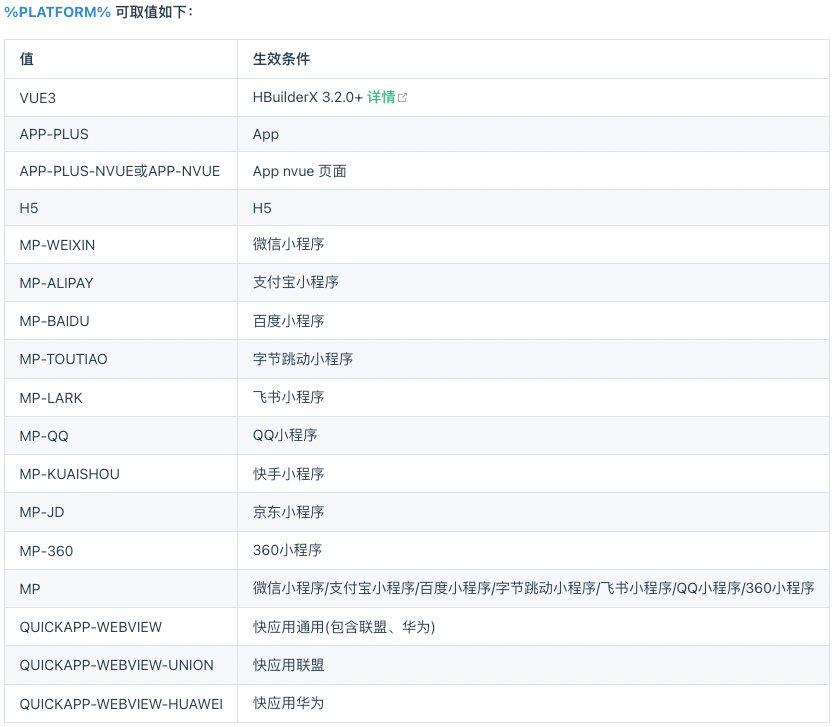 %PLATFORM% 可取值如下：
值 生效条件
VUE3 HBuilderX 3.2.0+ 详情
APP-PLUS App
APP-PLUS-NVUE或APP-NVUE App nvue 页面
H5 H5
MP-WEIXIN 微信小程序
MP-ALIPAY 支付宝小程序
MP-BAIDU 百度小程序
MP-TOUTIAO 字节跳动小程序
MP-LARK 飞书小程序
MP-QQ QQ小程序
MP-KUAISHOU 快手小程序
MP-JD 京东小程序
MP-360 360小程序
MP 微信小程序/支付宝小程序/百度小程序/字节跳动小程序/飞书小程序/QQ小程序/360小程序
QUICKAPP-WEBVIEW 快应用通用(包含联盟、华为)
QUICKAPP-WEBVIEW-UNION 快应用联盟
QUICKAPP-WEBVIEW-HUAWEI 快应用华为